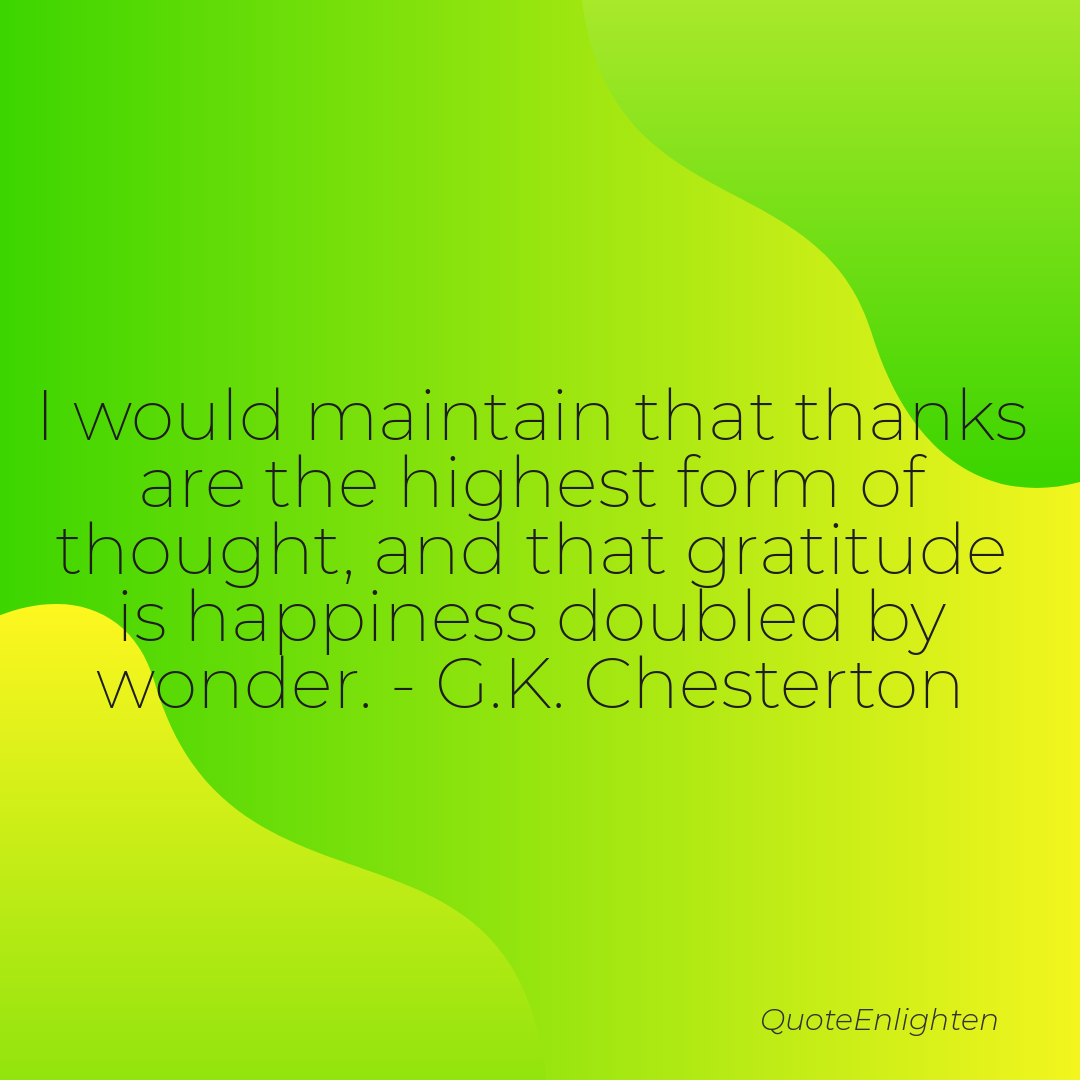 I would maintain that thanks
are the highest form of
thought, and that gratitude
is happiness doubled by
wonder. - G.K. Chesterton
QuoteEnlighten